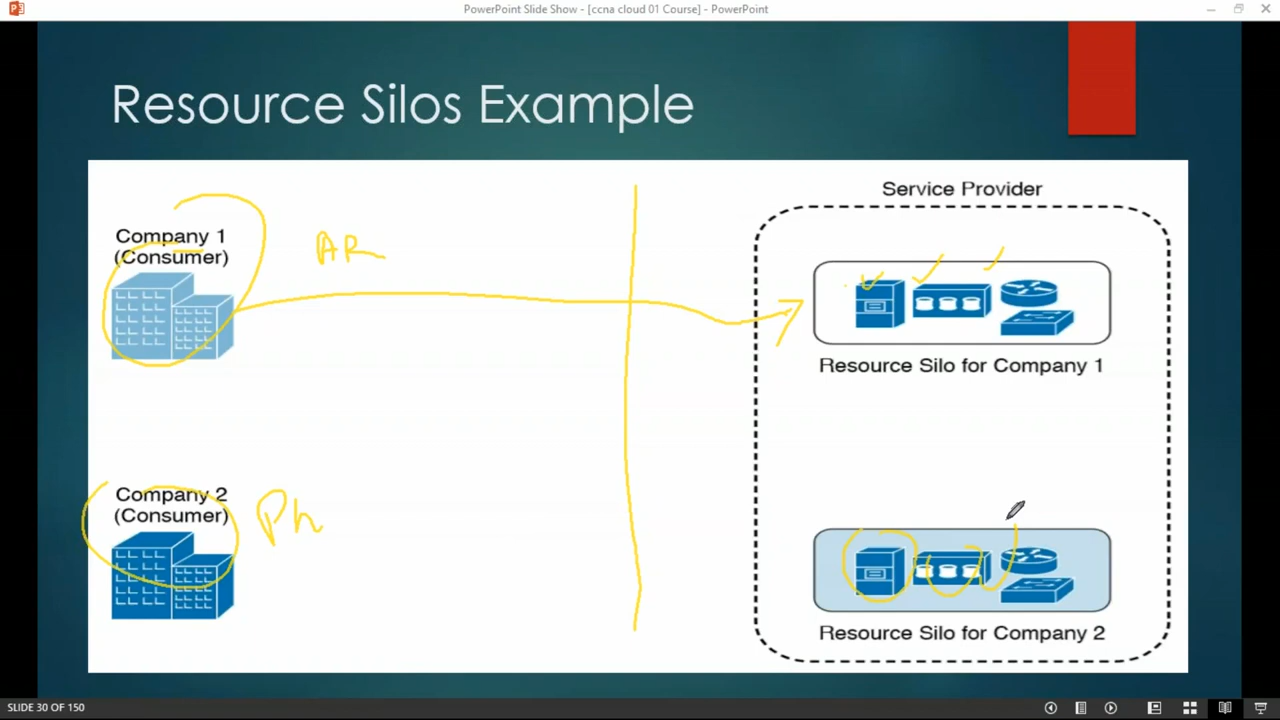 PowerPoint Slide Show - [ccna cloud 01 Course] - PowerPoint
Resource Silos Example
Service Provider
Company 1
(Consumer)
AR
Resource Silo for Company 1
Company 2
(Consumer)
Ph
Resource Silo for Company 2
SLIDE 30 OF 150